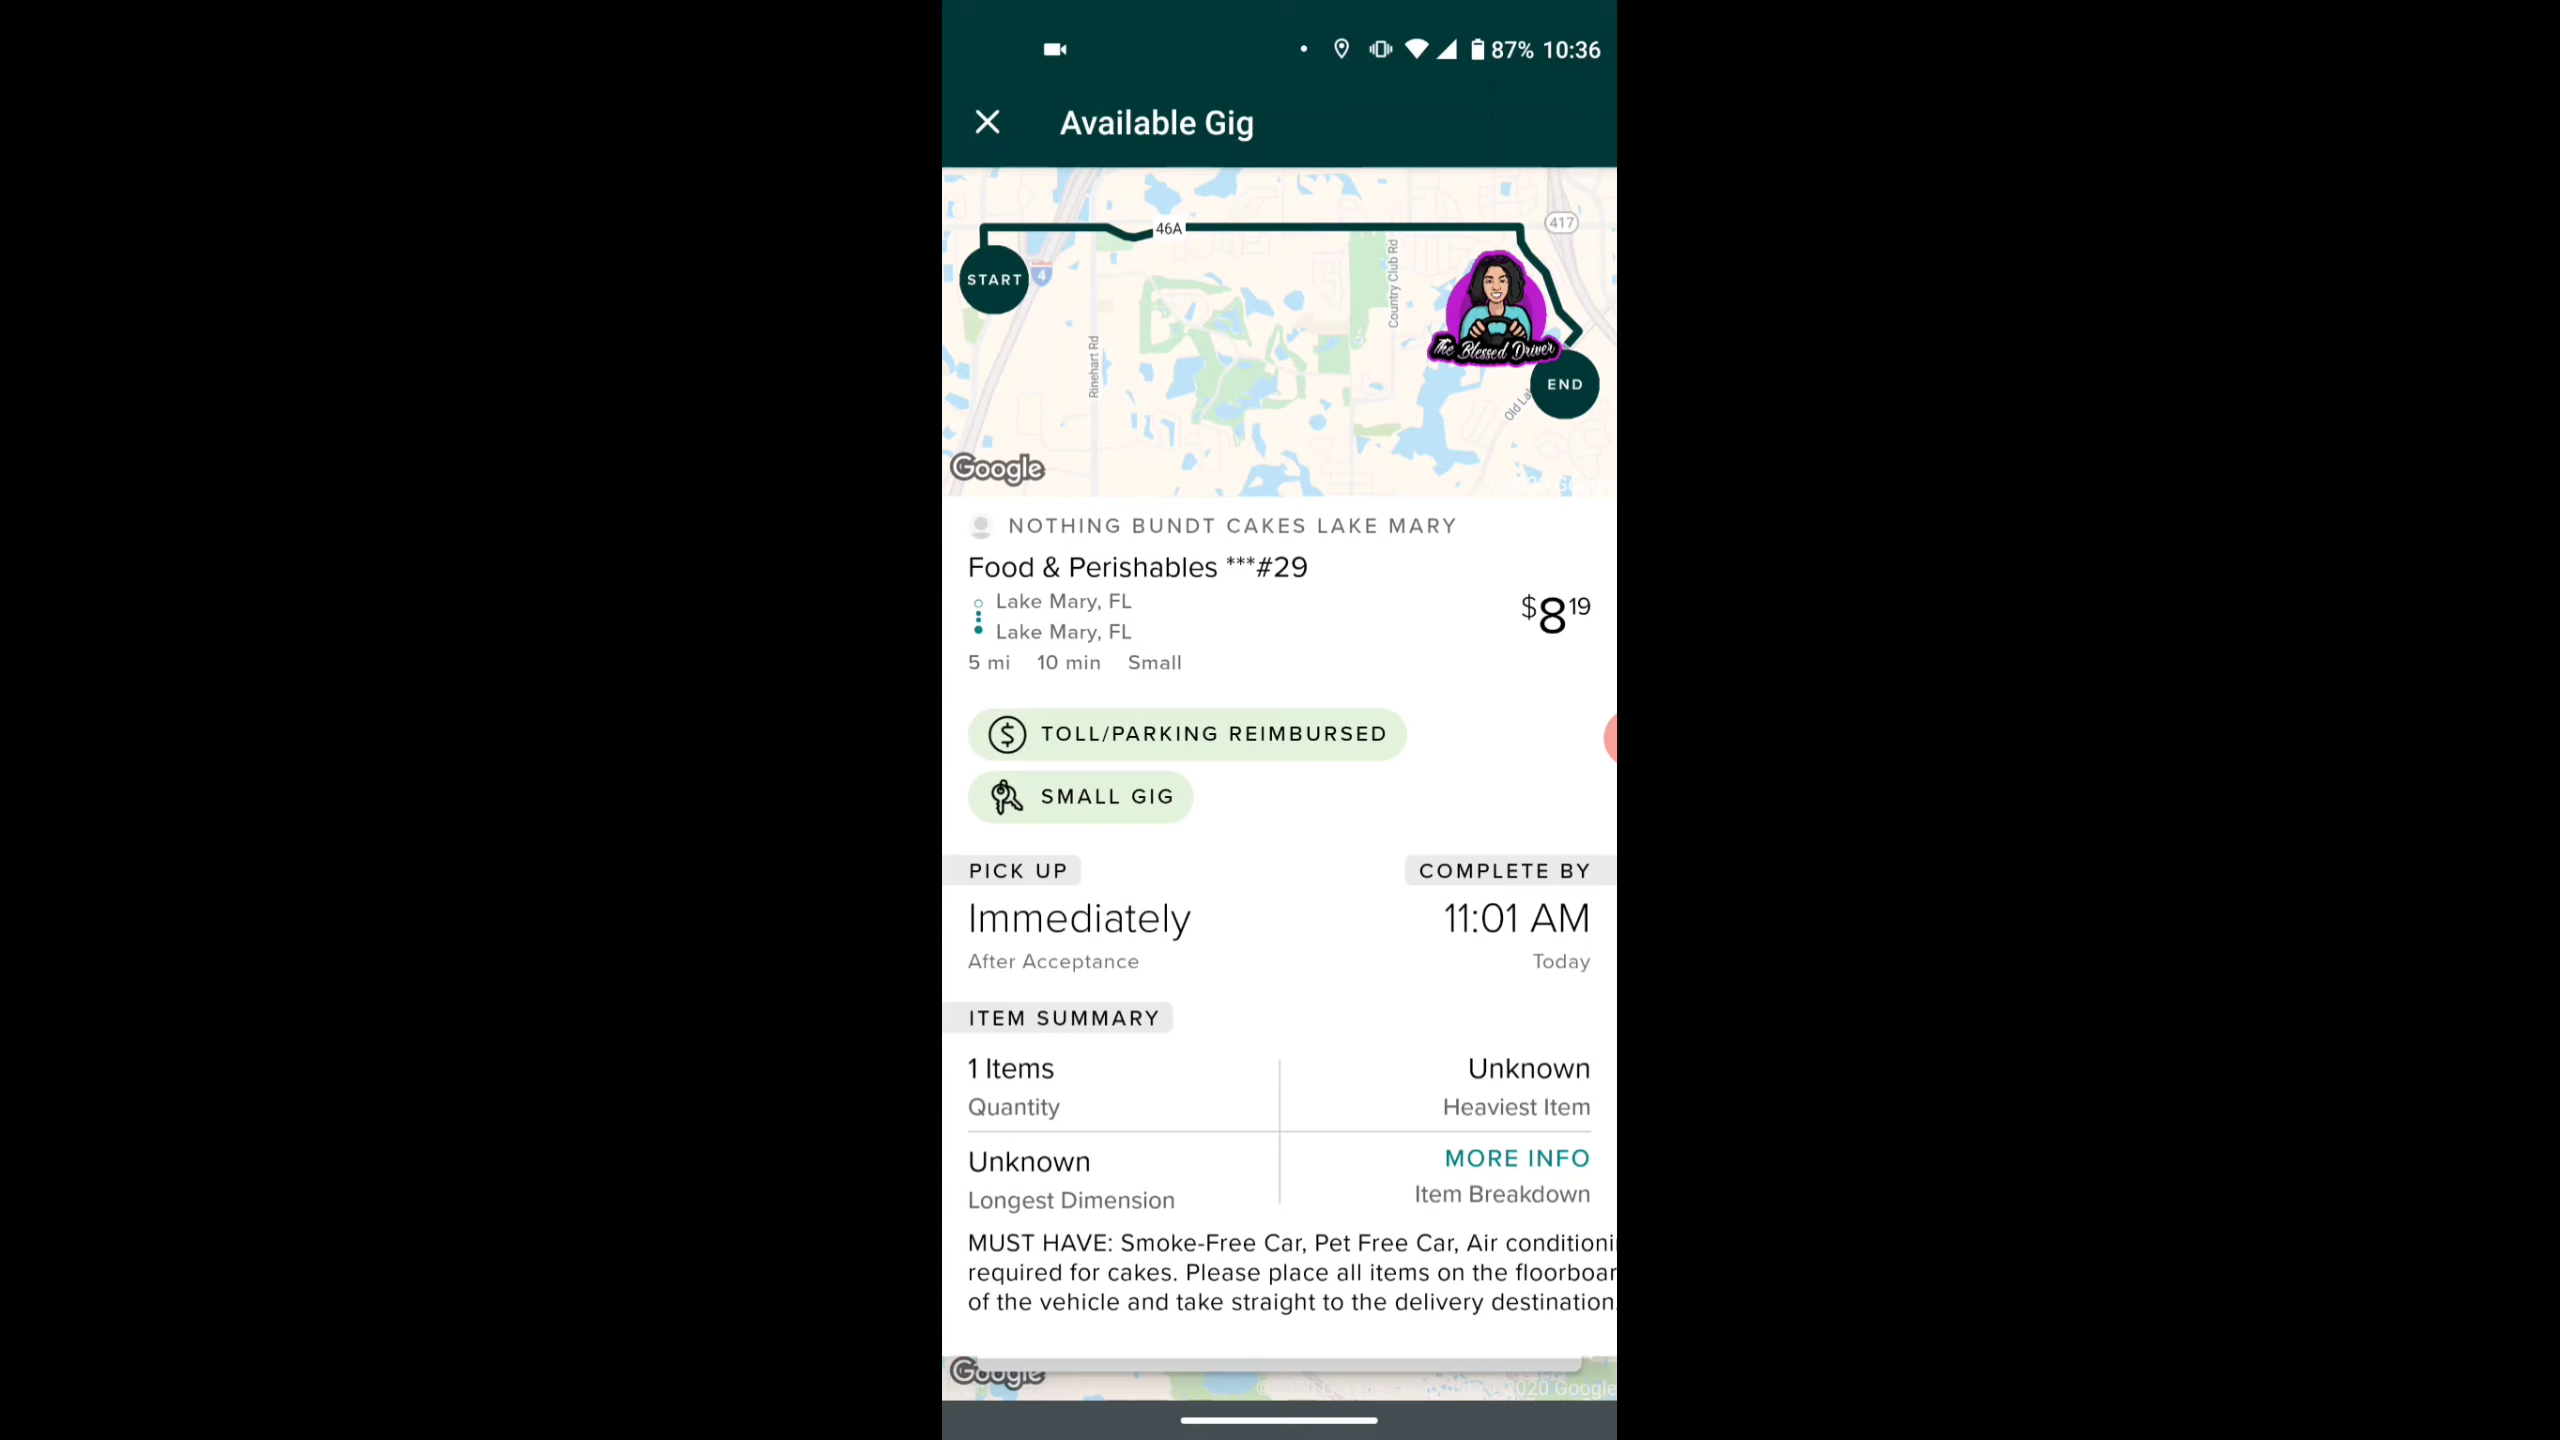 87% 10:36
Available Gig
46A
417
4
START
Country Club Rd
Rinehart Rd
The Blessed Driver
END
Google
NOTHING BUNDT CAKES LAKE MARY
Food & Perishables ***#29
Lake Mary, FL
$8 19
Lake Mary, FL
5 mi 10 min Small
TOLL/PARKING REIMBURSED
SMALL GIG
PICK UP
COMPLETE BY
Immediately
11:01 AM
After Acceptance
Today
ITEM SUMMARY
1 Items
Unknown
Quantity
Heaviest Item
Unknown
MORE INFO
Longest Dimension
Item Breakdown
MUST HAVE: Smoke-Free Car, Pet Free Car, Air conditioni
required for cakes. Please place all items on the floorboar
of the vehicle and take straight to the delivery destination.
Google
2020 Google